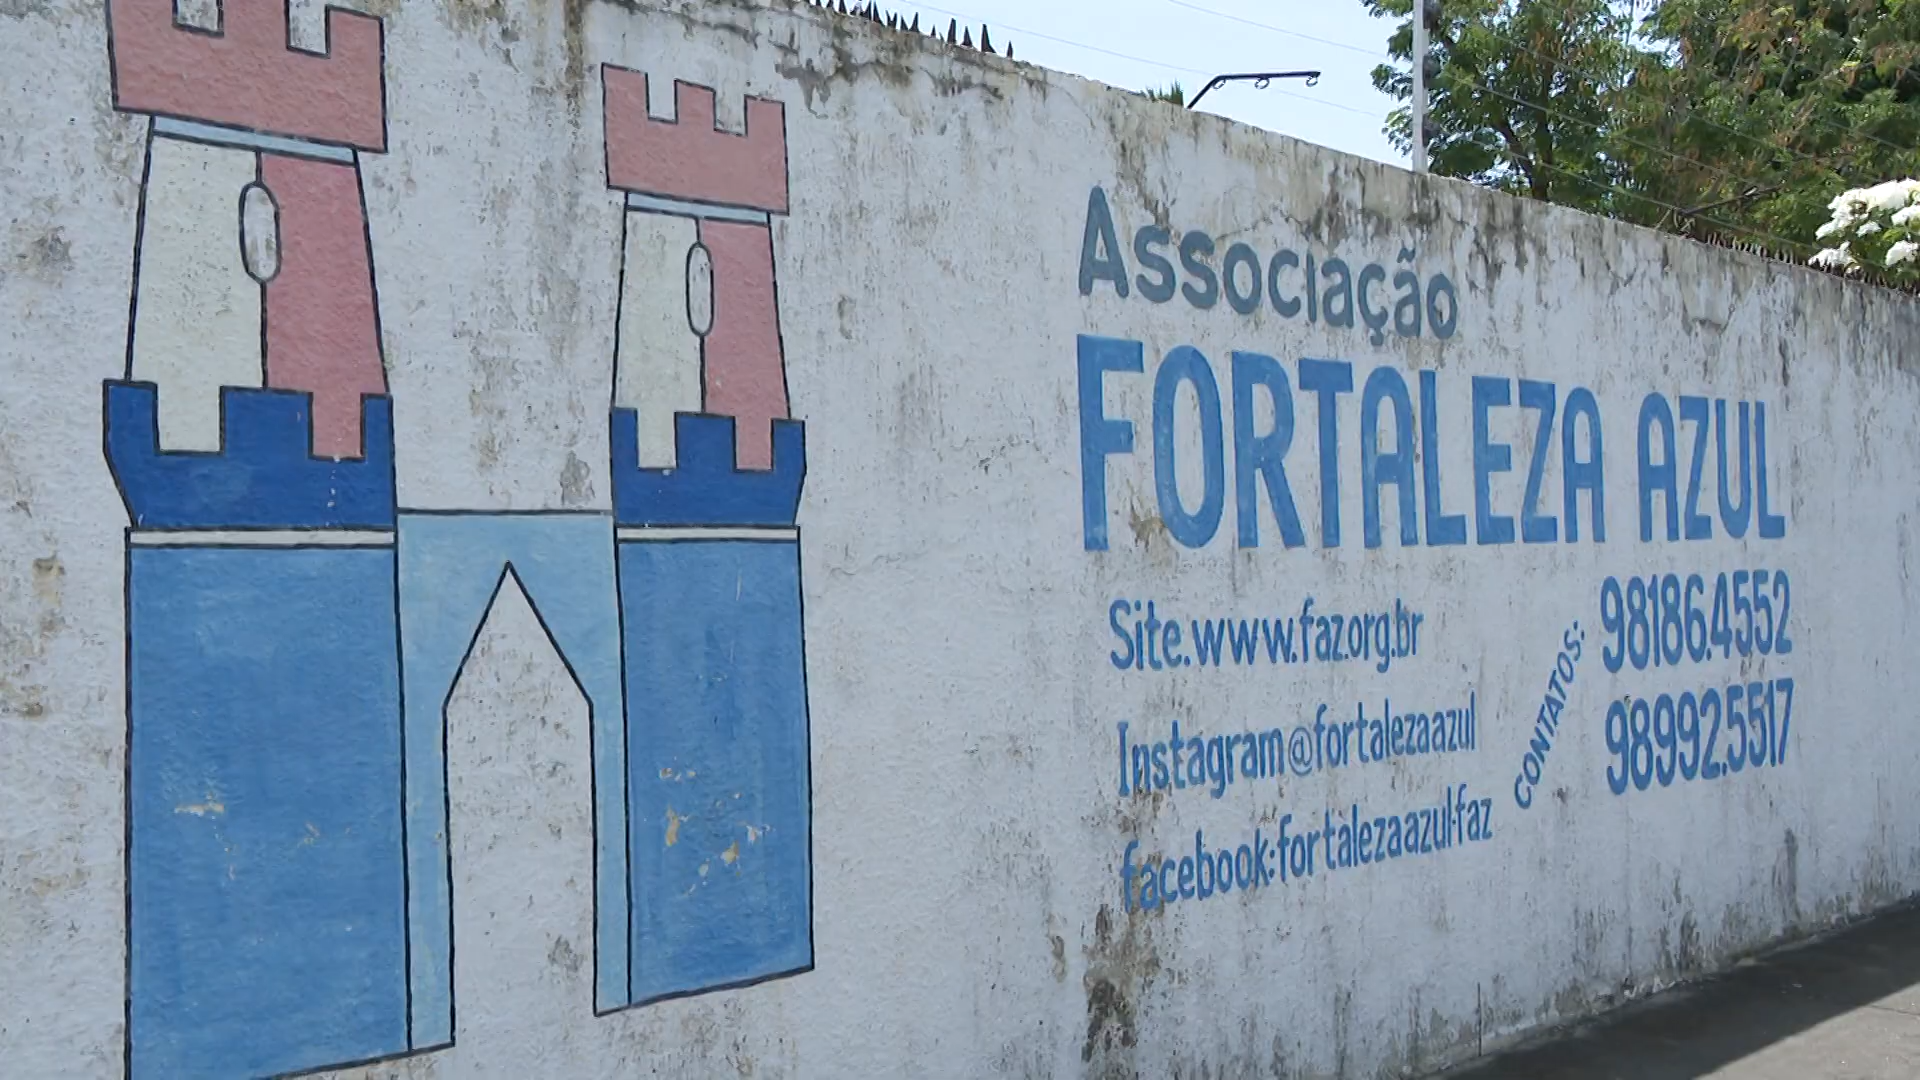 Associação
FORTALEZA AZUL
Site.www.faz.org.br
Instagram@fortalezaazul
facebook:fortalezaazul-faz
CONTATOS:
98186.4552
98992.5517